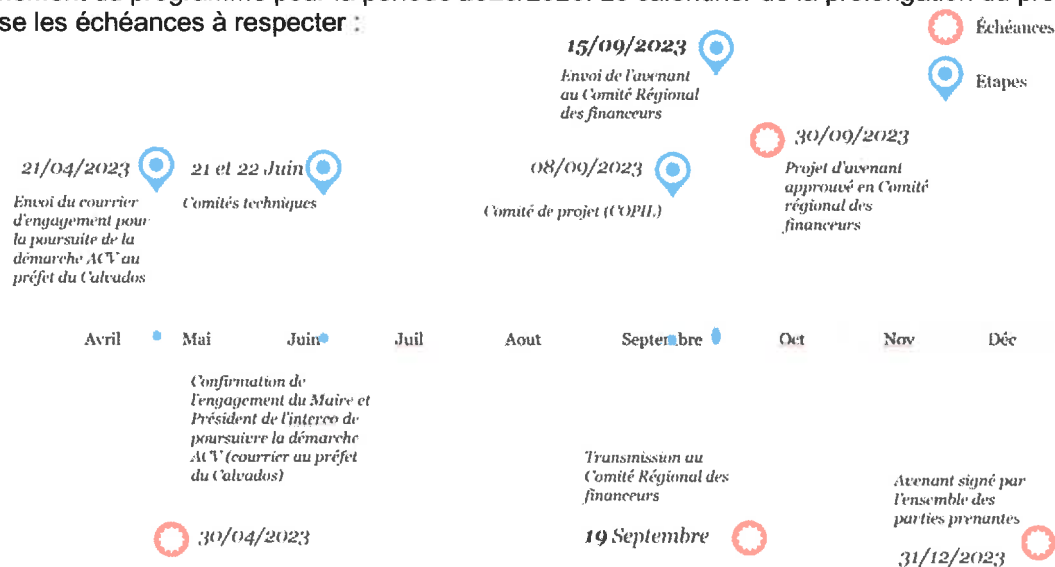 se les échéances à respecter :
Échéances
Etapes
15/09/2023
Envoi de l'avenant
au Comité Régional
des financeurs
30/09/2023
Projet d'avenant
approuvé en Comité
régional des
financeurs
21/04/2023
Envoi du courrier
d'engagement pour
la poursuite de la
démarche ACV au
préfet du Calvados
21 et 22 Juin
Comités techniques
08/09/2023
Comité de projet (COPIL)
Avril Mai Juin Juil Aout Septembre Oct Nov Déc
Confirmation de
l'engagement du Maire et
Président de l'interco de
poursuivre la démarche
ACV (courrier au préfet
du Calvados)
30/04/2023
Transmission au
Comité Régional des
financeurs
19 Septembre
Avenant signé par
l'ensemble des
parties prenantes
31/12/2023